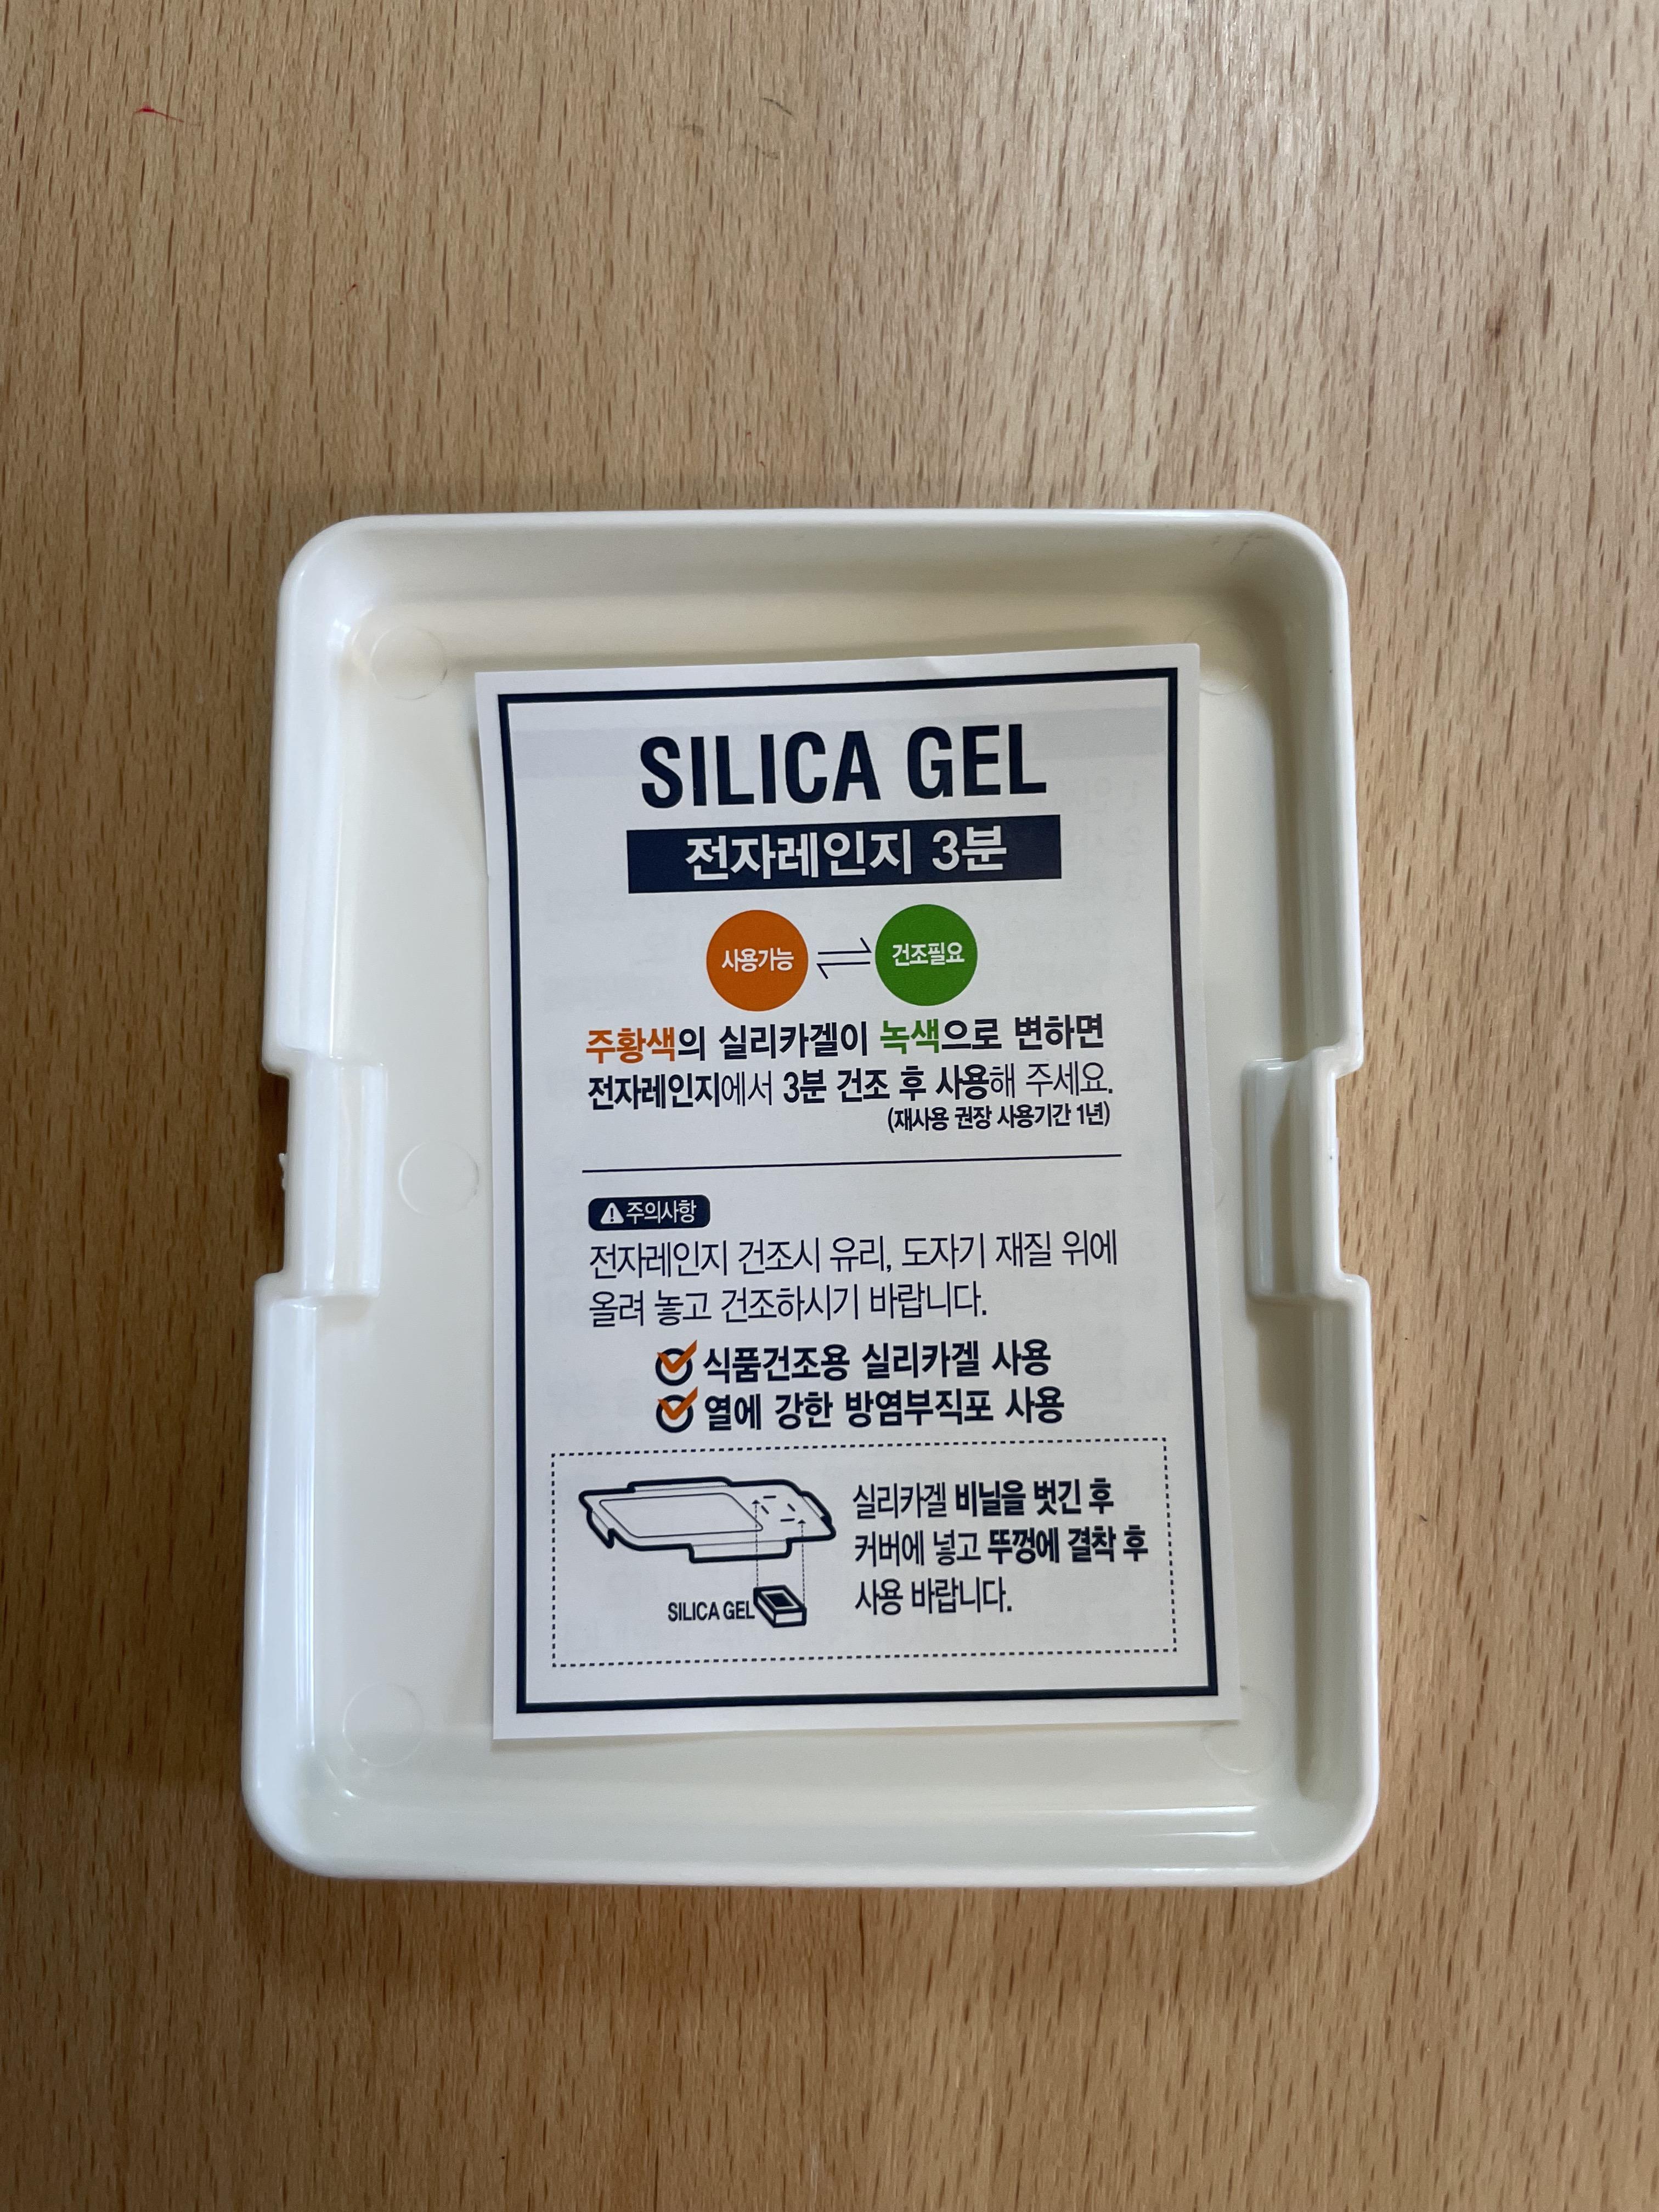 SILICA GEL
전자레인지 3분
사용가능 건조필요
주황색의 실리카겔이 녹색으로 변하면
전자레인지에서 3분 건조 후 사용해 주세요.
(재사용 권장 사용기간 1년)
주의사항
전자레인지 건조시 유리, 도자기 재질 위에
올려 놓고 건조하시기 바랍니다.
식품건조용 실리카겔 사용
열에 강한 방염부직포 사용
실리카겔 비닐을 벗긴 후
커버에 넣고 뚜껑에 결착 후
사용 바랍니다.
SILICA GEL